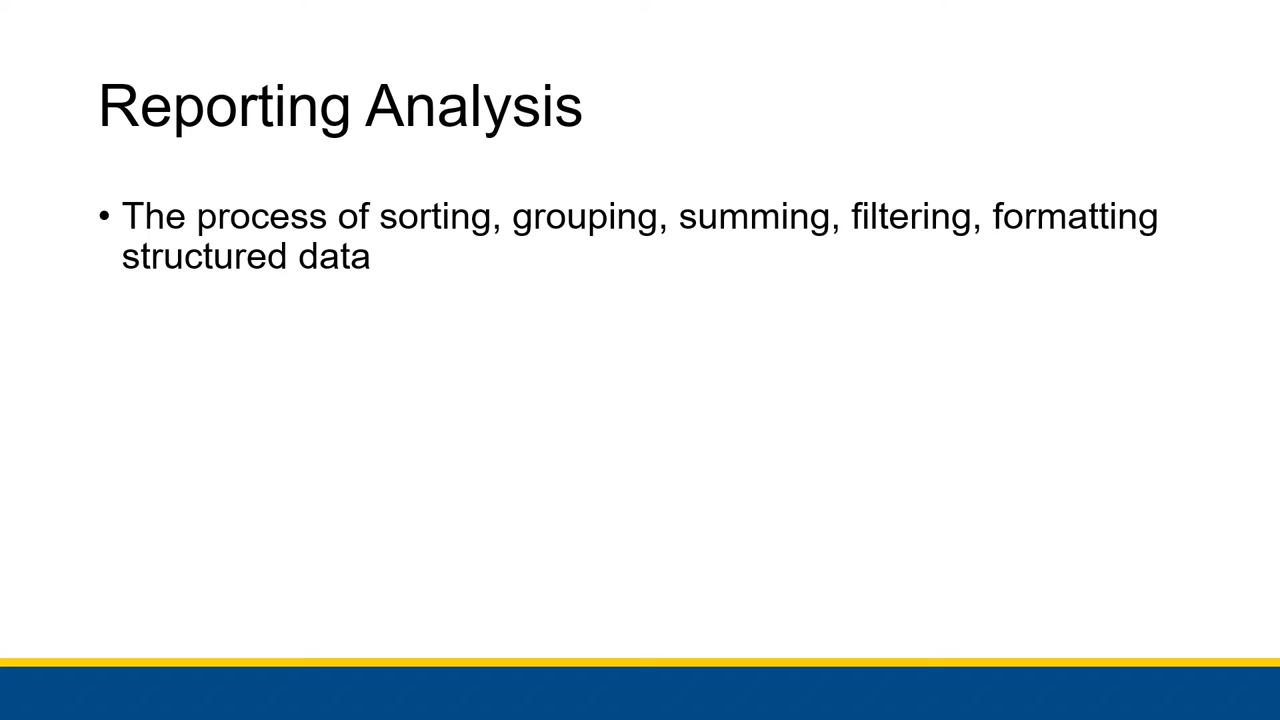 Reporting Analysis
• The process of sorting, grouping, summing, filtering, formatting
structured data